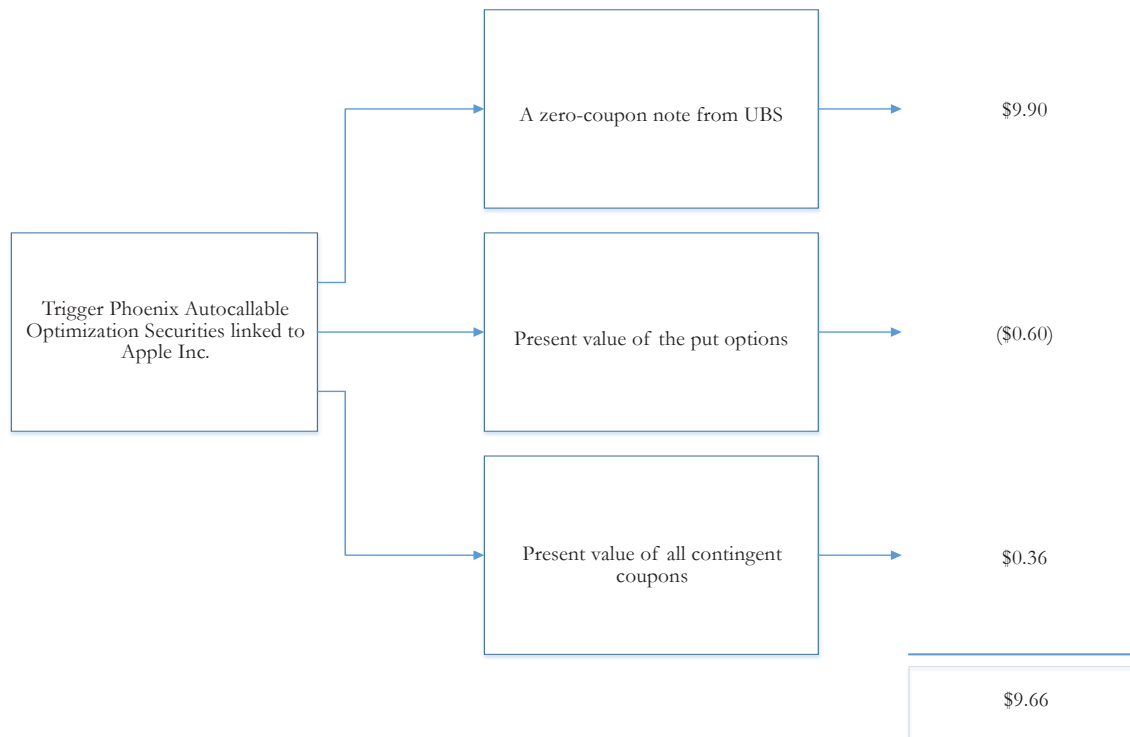 A zero-coupon note from UBS
$9.90
Trigger Phoenix Autocallable
Optimization Securities linked to
Apple Inc.
Present value of the put options
($0.60)
Present value of all contingent
coupons
$0.36
$9.66